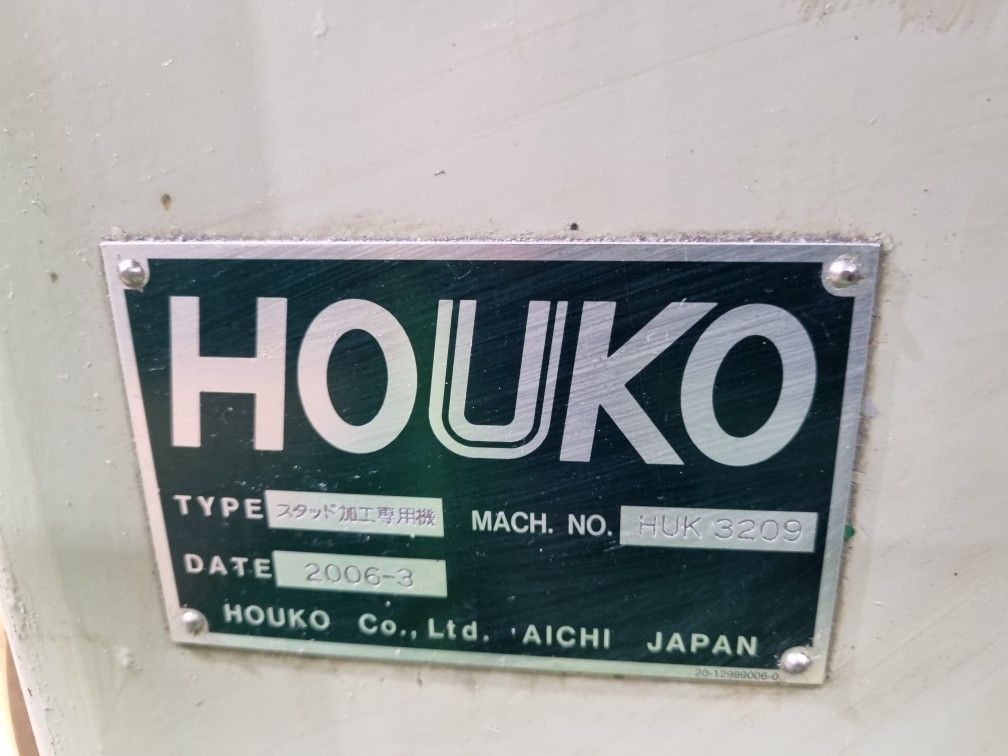 HOUKO
TYPE スタッド加工専用機 MACH. NO. HUK 3209
DATE 2006-3
HOUKO Co., Ltd. AICHI JAPAN
20-12999006-0